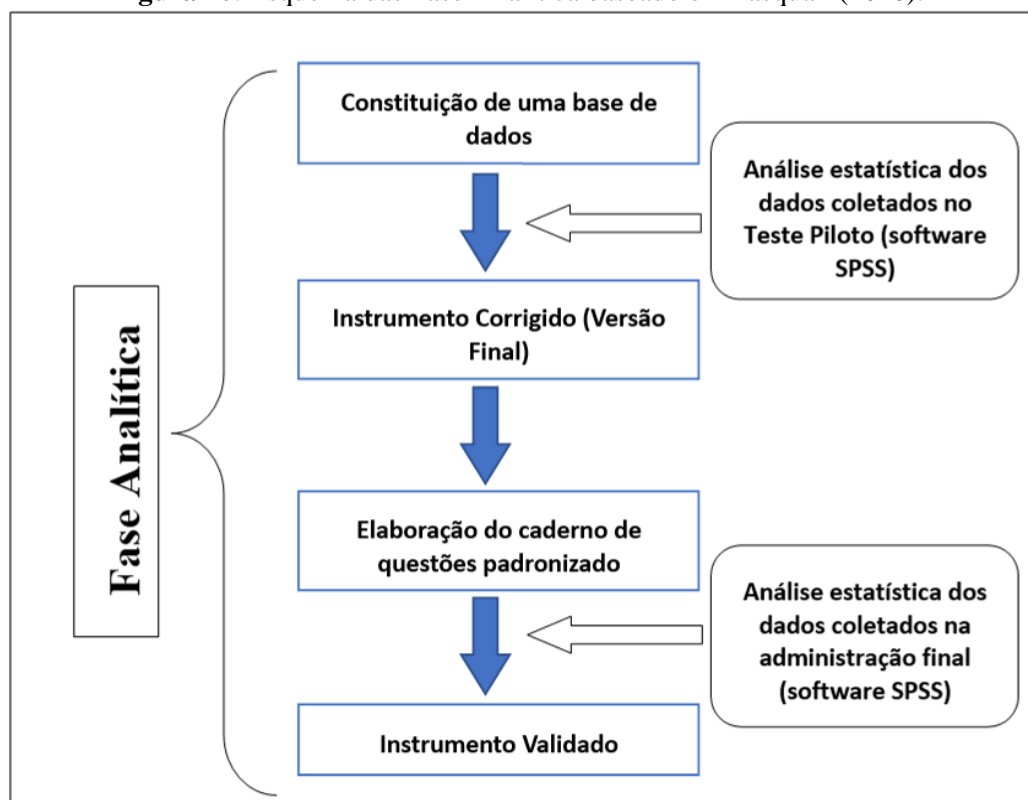 Constituição de uma base de
dados
Análise estatística dos
dados coletados no
Teste Piloto (software
SPSS)
Instrumento Corrigido (Versão
Final)
Fase Analítica
Elaboração do caderno de
questões padronizado
Análise estatística dos
dados coletados na
administração final
(software SPSS)
Instrumento Validado